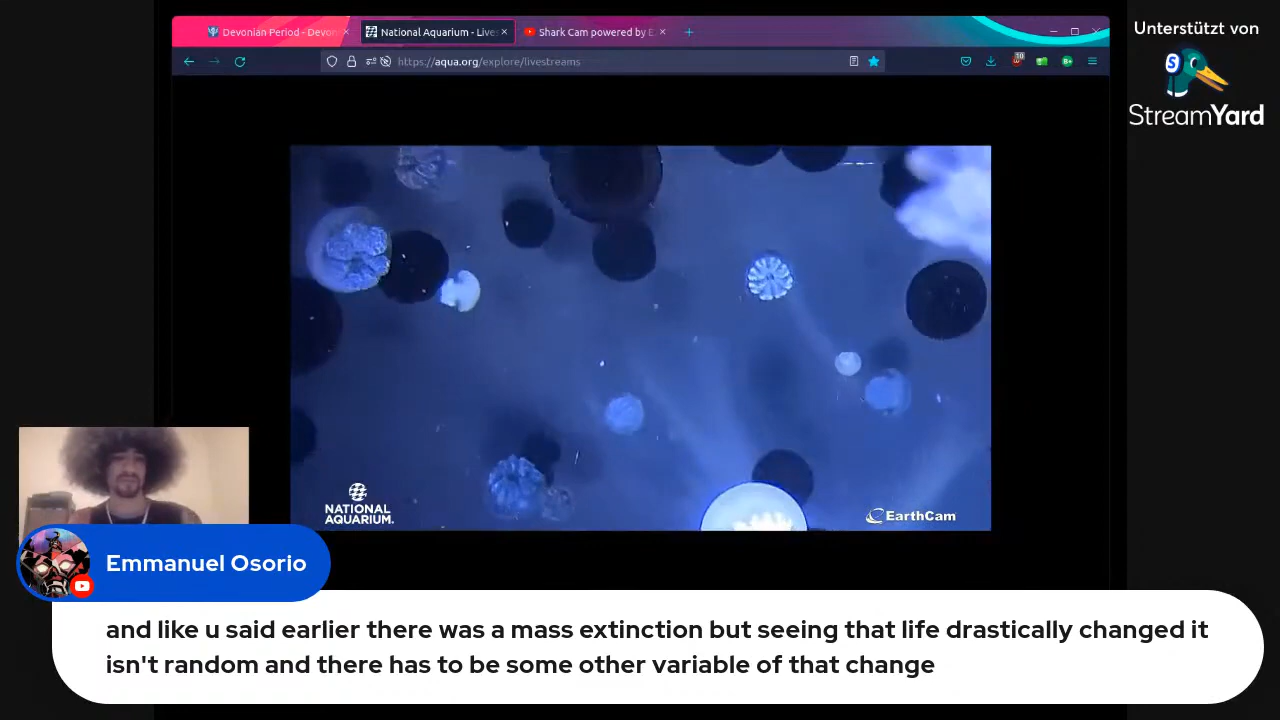 Devonian Period - Devon
National Aquarium - Live
Shark Cam powered by E
https://aqua.org/explore/livestreams
10
B+
Unterstützt von
S
StreamYard
NATIONAL
AQUARIUM.
EarthCam
Emmanuel Osorio
and like u said earlier there was a mass extinction but seeing that life drastically changed it
isn't random and there has to be some other variable of that change